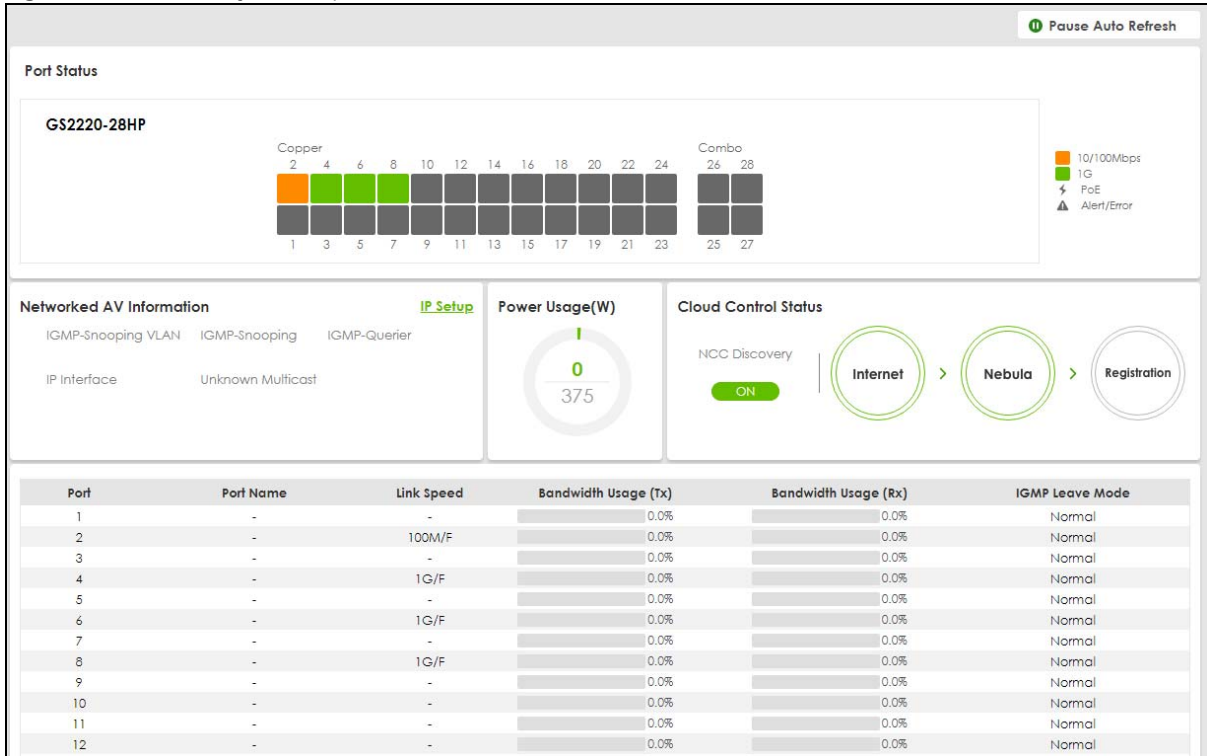 Pause Auto Refresh
Port Status
GS2220-28HP
Copper
Combo
2 4 6 8 10 12 14 16 18 20 22 24 26 28
1 3 5 7 9 11 13 15 17 19 21 23 25 27
10/100Mbps
1G
PoE
Alert/Error
Networked AV Information
IP Setup
IGMP-Snooping VLAN IGMP-Snooping IGMP-Querier
IP Interface Unknown Multicast
Power Usage(W)
0
375
Cloud Control Status
NCC Discovery
ON
Internet > Nebula > Registration
Port Port Name Link Speed Bandwidth Usage (Tx) Bandwidth Usage (Rx) IGMP Leave Mode
1 - - 0.0% 0.0% Normal
2 - 100M/F 0.0% 0.0% Normal
3 - - 0.0% 0.0% Normal
4 - 1G/F 0.0% 0.0% Normal
5 - - 0.0% 0.0% Normal
6 - 1G/F 0.0% 0.0% Normal
7 - - 0.0% 0.0% Normal
8 - 1G/F 0.0% 0.0% Normal
9 - - 0.0% 0.0% Normal
10 - - 0.0% 0.0% Normal
11 - - 0.0% 0.0% Normal
12 - - 0.0% 0.0% Normal